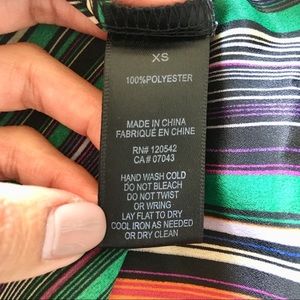 XS
100%POLYESTER
MADE IN CHINA
FABRIQUÉ EN CHINE
RN# 120542
CA # 07043
HAND WASH COLD
DO NOT BLEACH
DO NOT TWIST
OR WRING
LAY FLAT TO DRY
COOL IRON AS NEEDED
OR DRY CLEAN